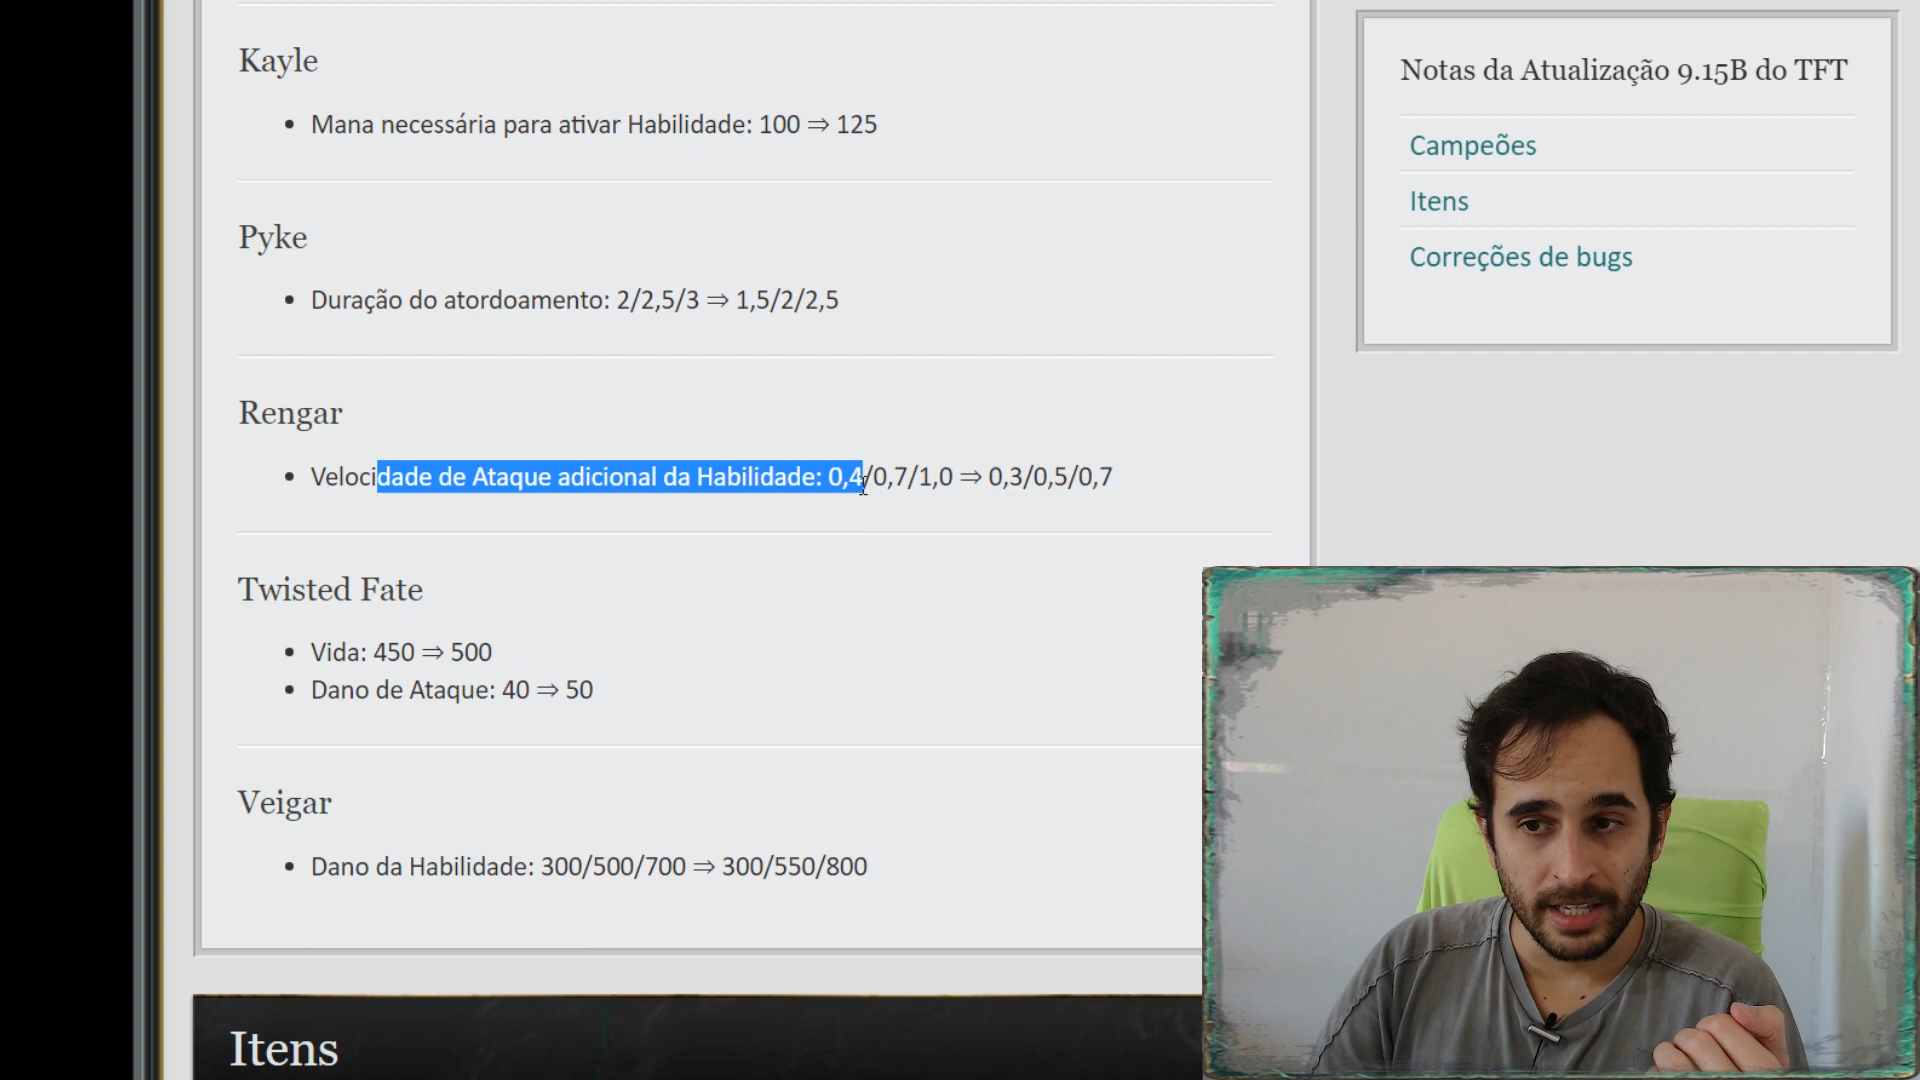 Kayle
• Mana necessária para ativar Habilidade: 100 ⇒ 125
Pyke
• Duração do atordoamento: 2/2,5/3 ⇒ 1,5/2/2,5
Rengar
• Velocidade de Ataque adicional da Habilidade: 0,4/0,7/1,0 ⇒ 0,3/0,5/0,7
Twisted Fate
• Vida: 450 ⇒ 500
• Dano de Ataque: 40 ⇒ 50
Veigar
• Dano da Habilidade: 300/500/700 ⇒ 300/550/800
Itens
Notas da Atualização 9.15B do TFT
Campeões
Itens
Correções de bugs